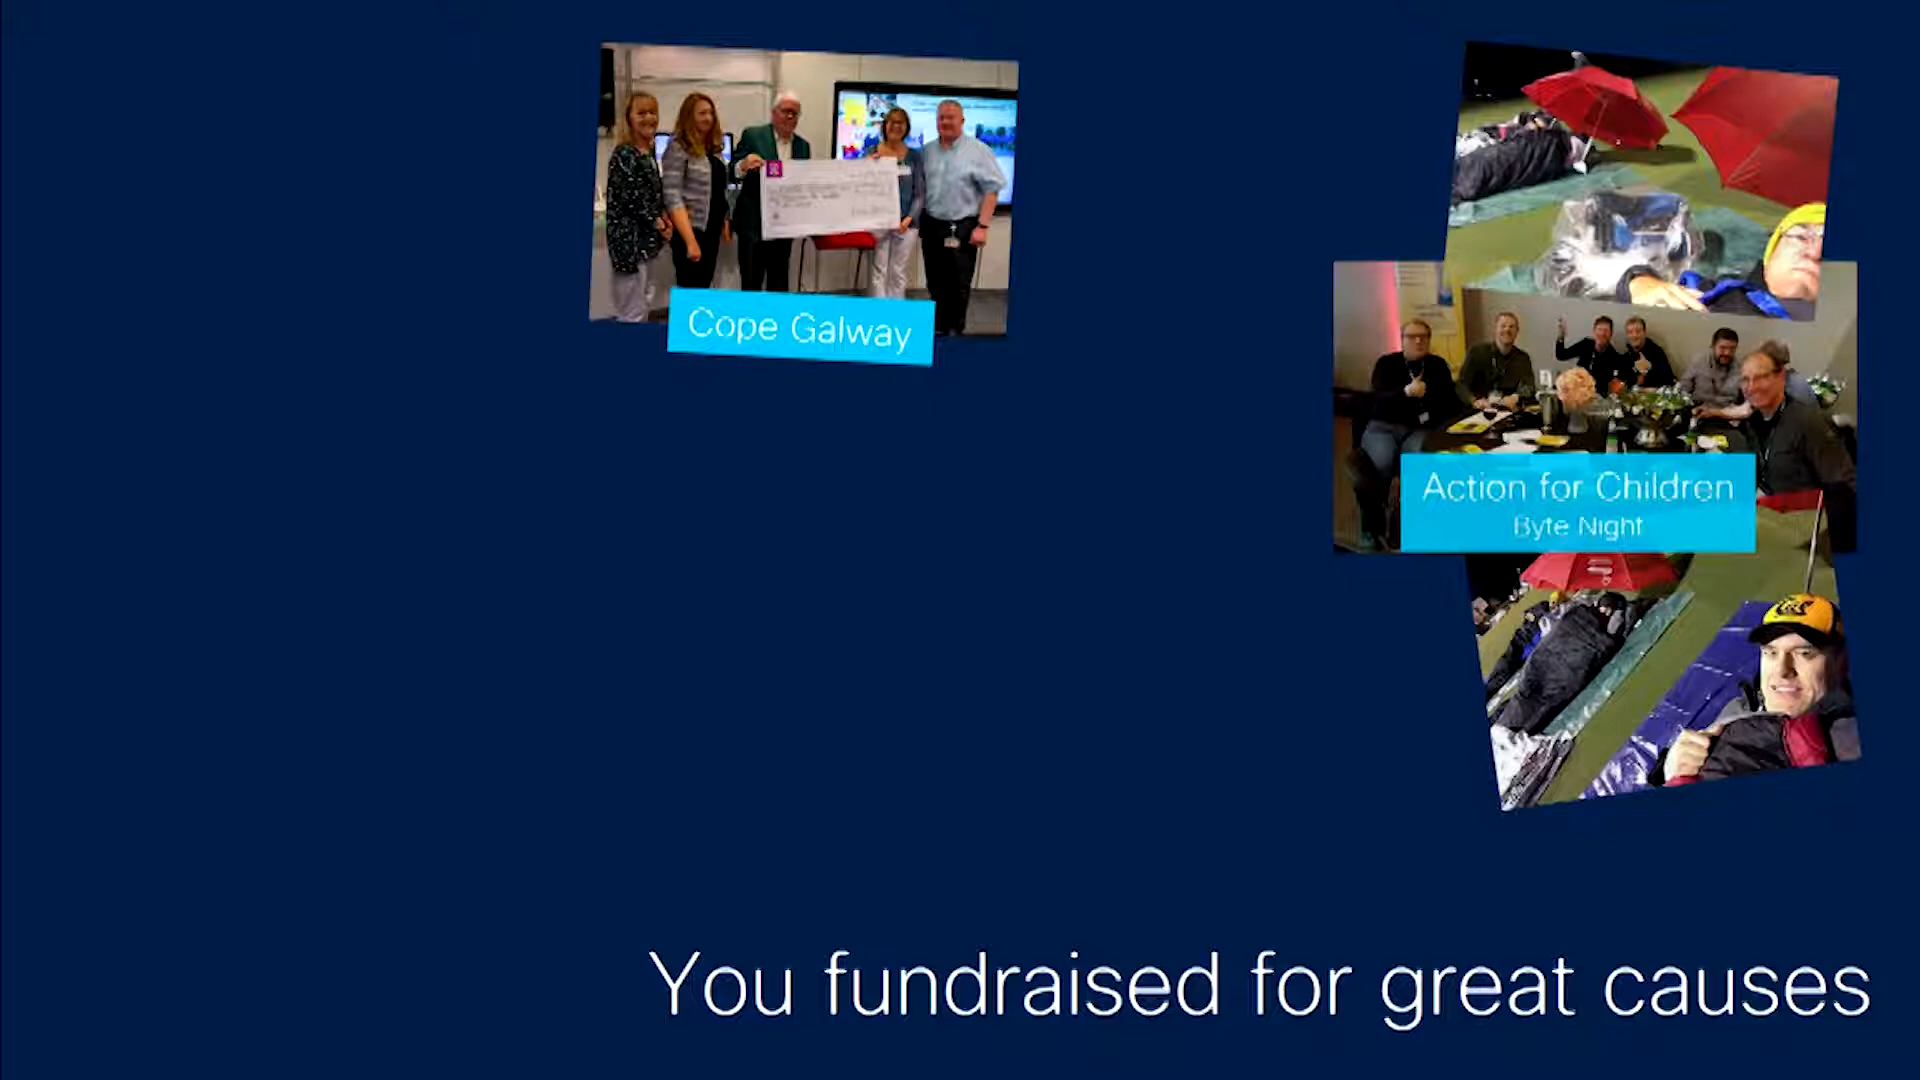 Cope Galway
Action for Children
Byte Night
You fundraised for great causes